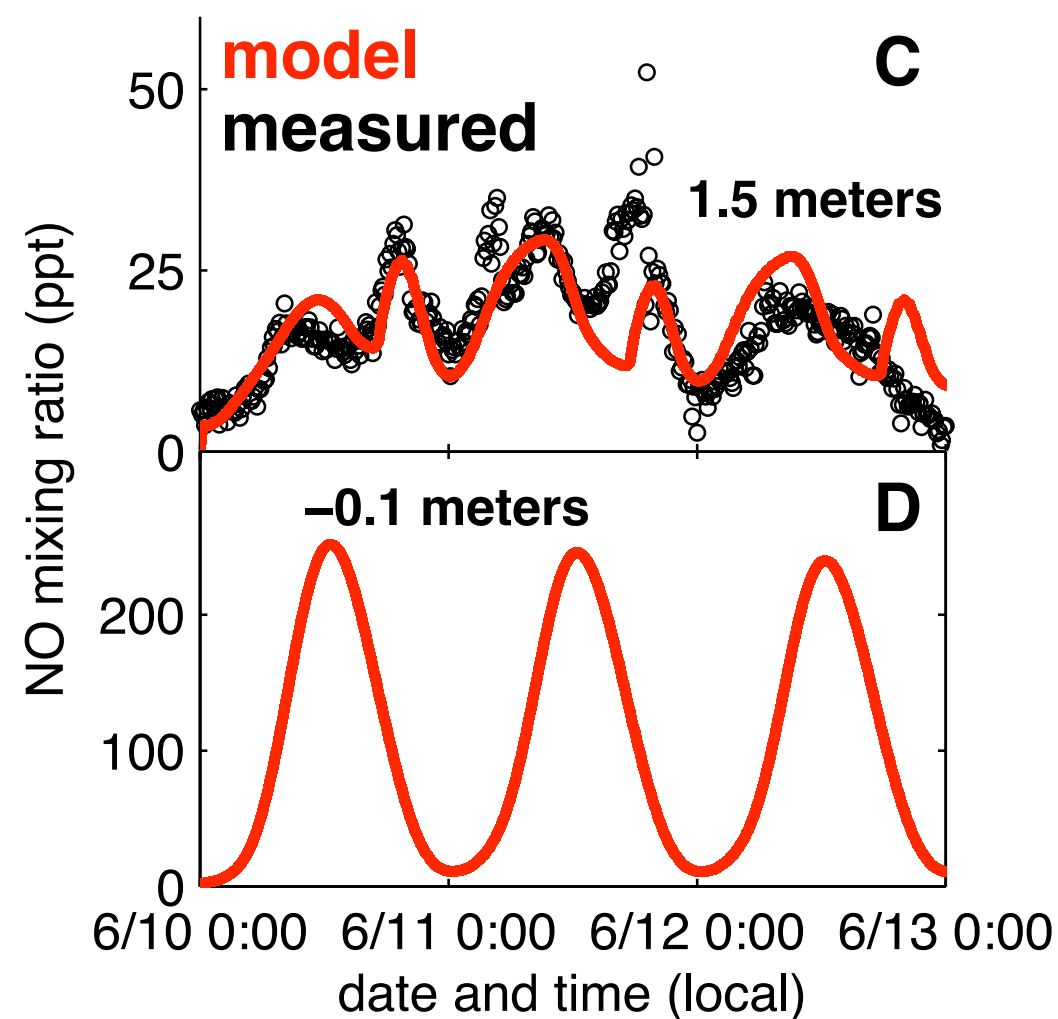 model
C
50
measured
1.5 meters
25
NO mixing ratio (ppt)
0
–0.1 meters
D
200
100
0
6/10 0:00 6/11 0:00 6/12 0:00 6/13 0:00
date and time (local)